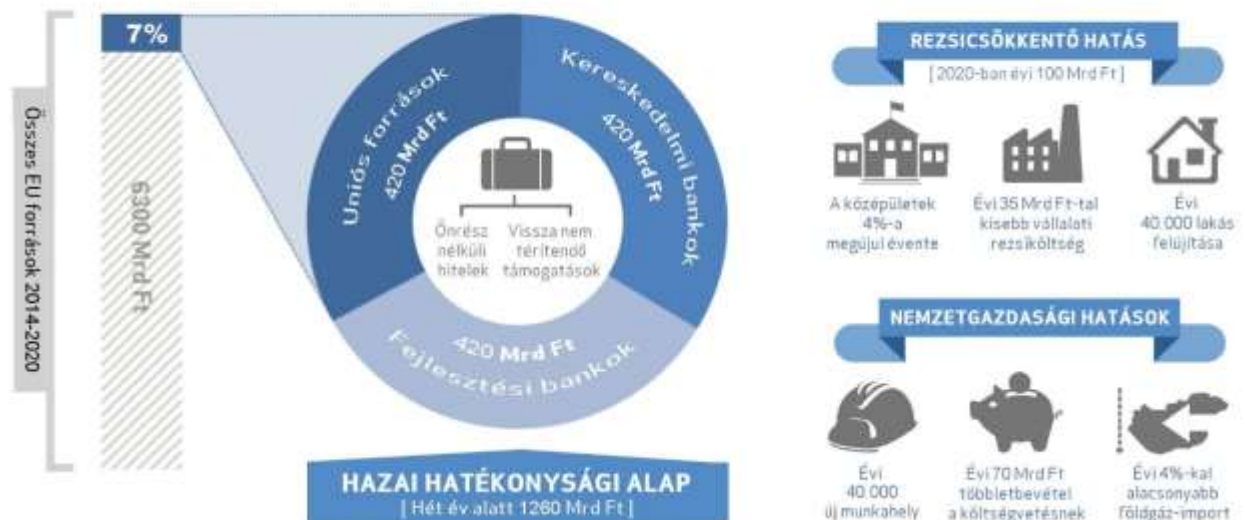 Összes EU források 2014-2020
7%
6300 Mrd Ft
Uniós források
420 Mrd Ft
Kereskedelmi bankok
420 Mrd Ft
Önrész
nélküli
hitelek
Vissza nem
térítendő
támogatások
420 Mrd Ft
Fejlesztési bankok
HAZAI HATÉKONYSÁGI ALAP
[ Hét év alatt 1260 Mrd Ft ]
REZSICSÖKKENTŐ HATÁS
[ 2020-ban évi 100 Mrd Ft ]
A középületek
4%-a
megújul évente
Évi 35 Mrd Ft-tal
kisebb vállalati
rezsiköltség
Évi
40 000 lakás
felújítása
NEMZETGAZDASÁGI HATÁSOK
Évi
40 000
új munkahely
Évi 70 Mrd Ft
többletbevétel
a költségvetésnek
Évi 4%-kal
alacsonyabb
földgáz-import